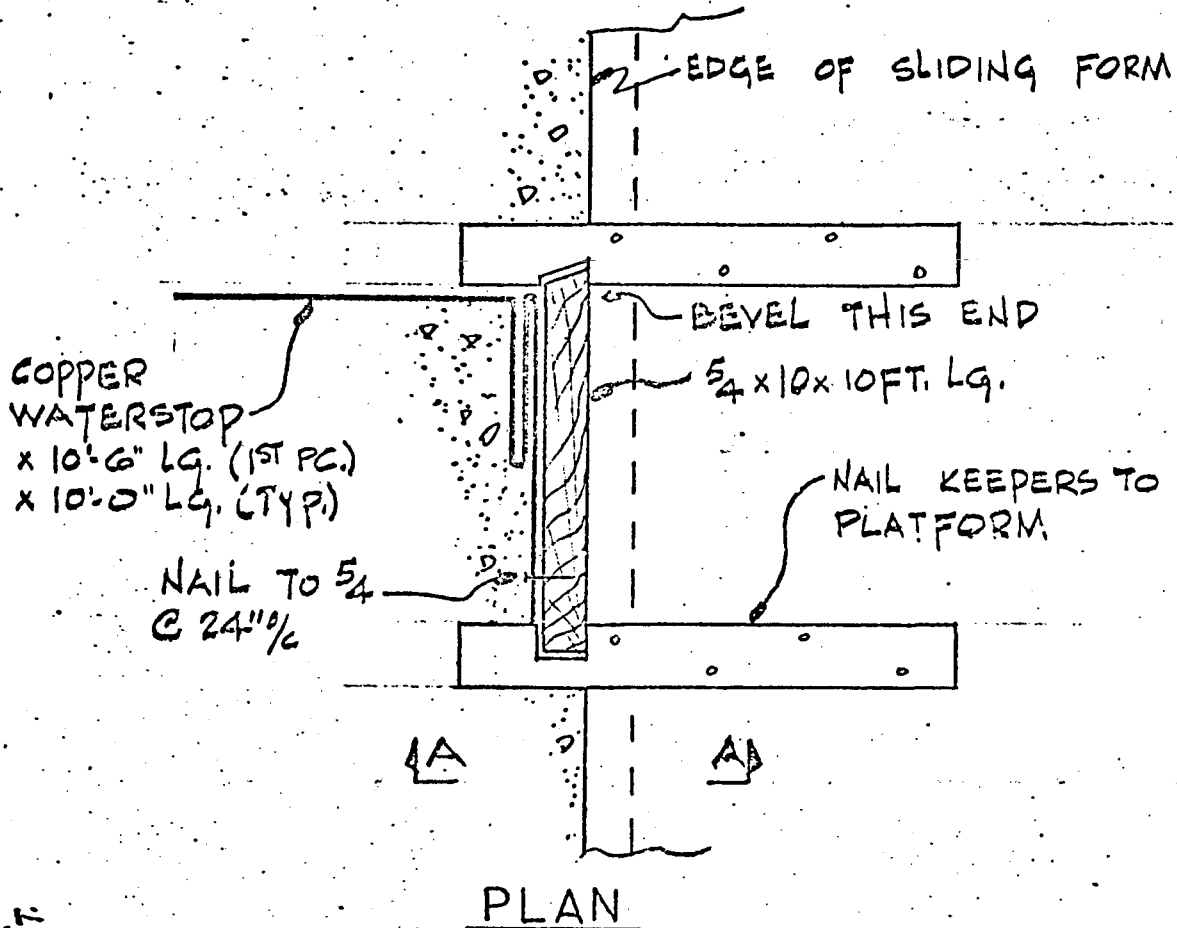 EDGE OF SLIDING FORM
BEVEL THIS END
5/4 x 10 x 10FT. LG.
COPPER
WATERSTOP
x 10'-6" LG. (1ST PC.)
x 10'-0" LG. (TYP.)
NAIL KEEPERS TO
PLATFORM
NAIL TO 5/4
@ 24" o/c
A A
PLAN